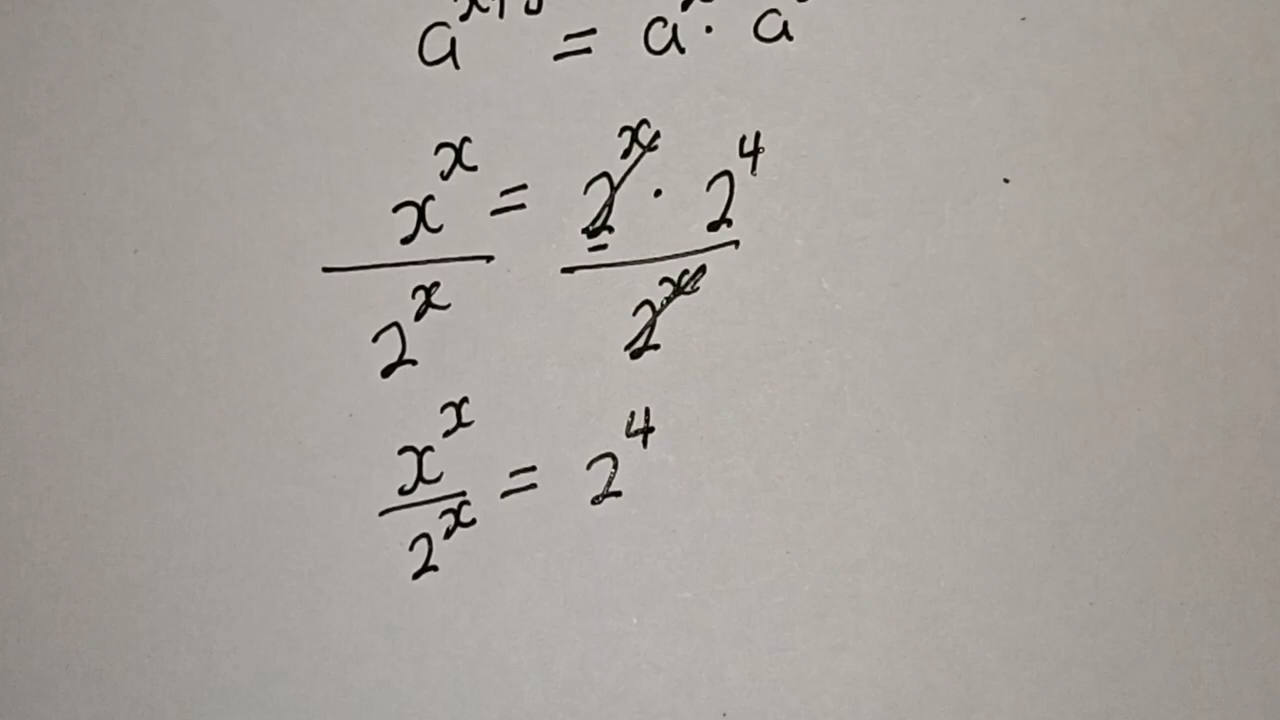 a = a · a
x^x = 2^x · 2^4
2^x 2^x
x^x = 2^4
2^x